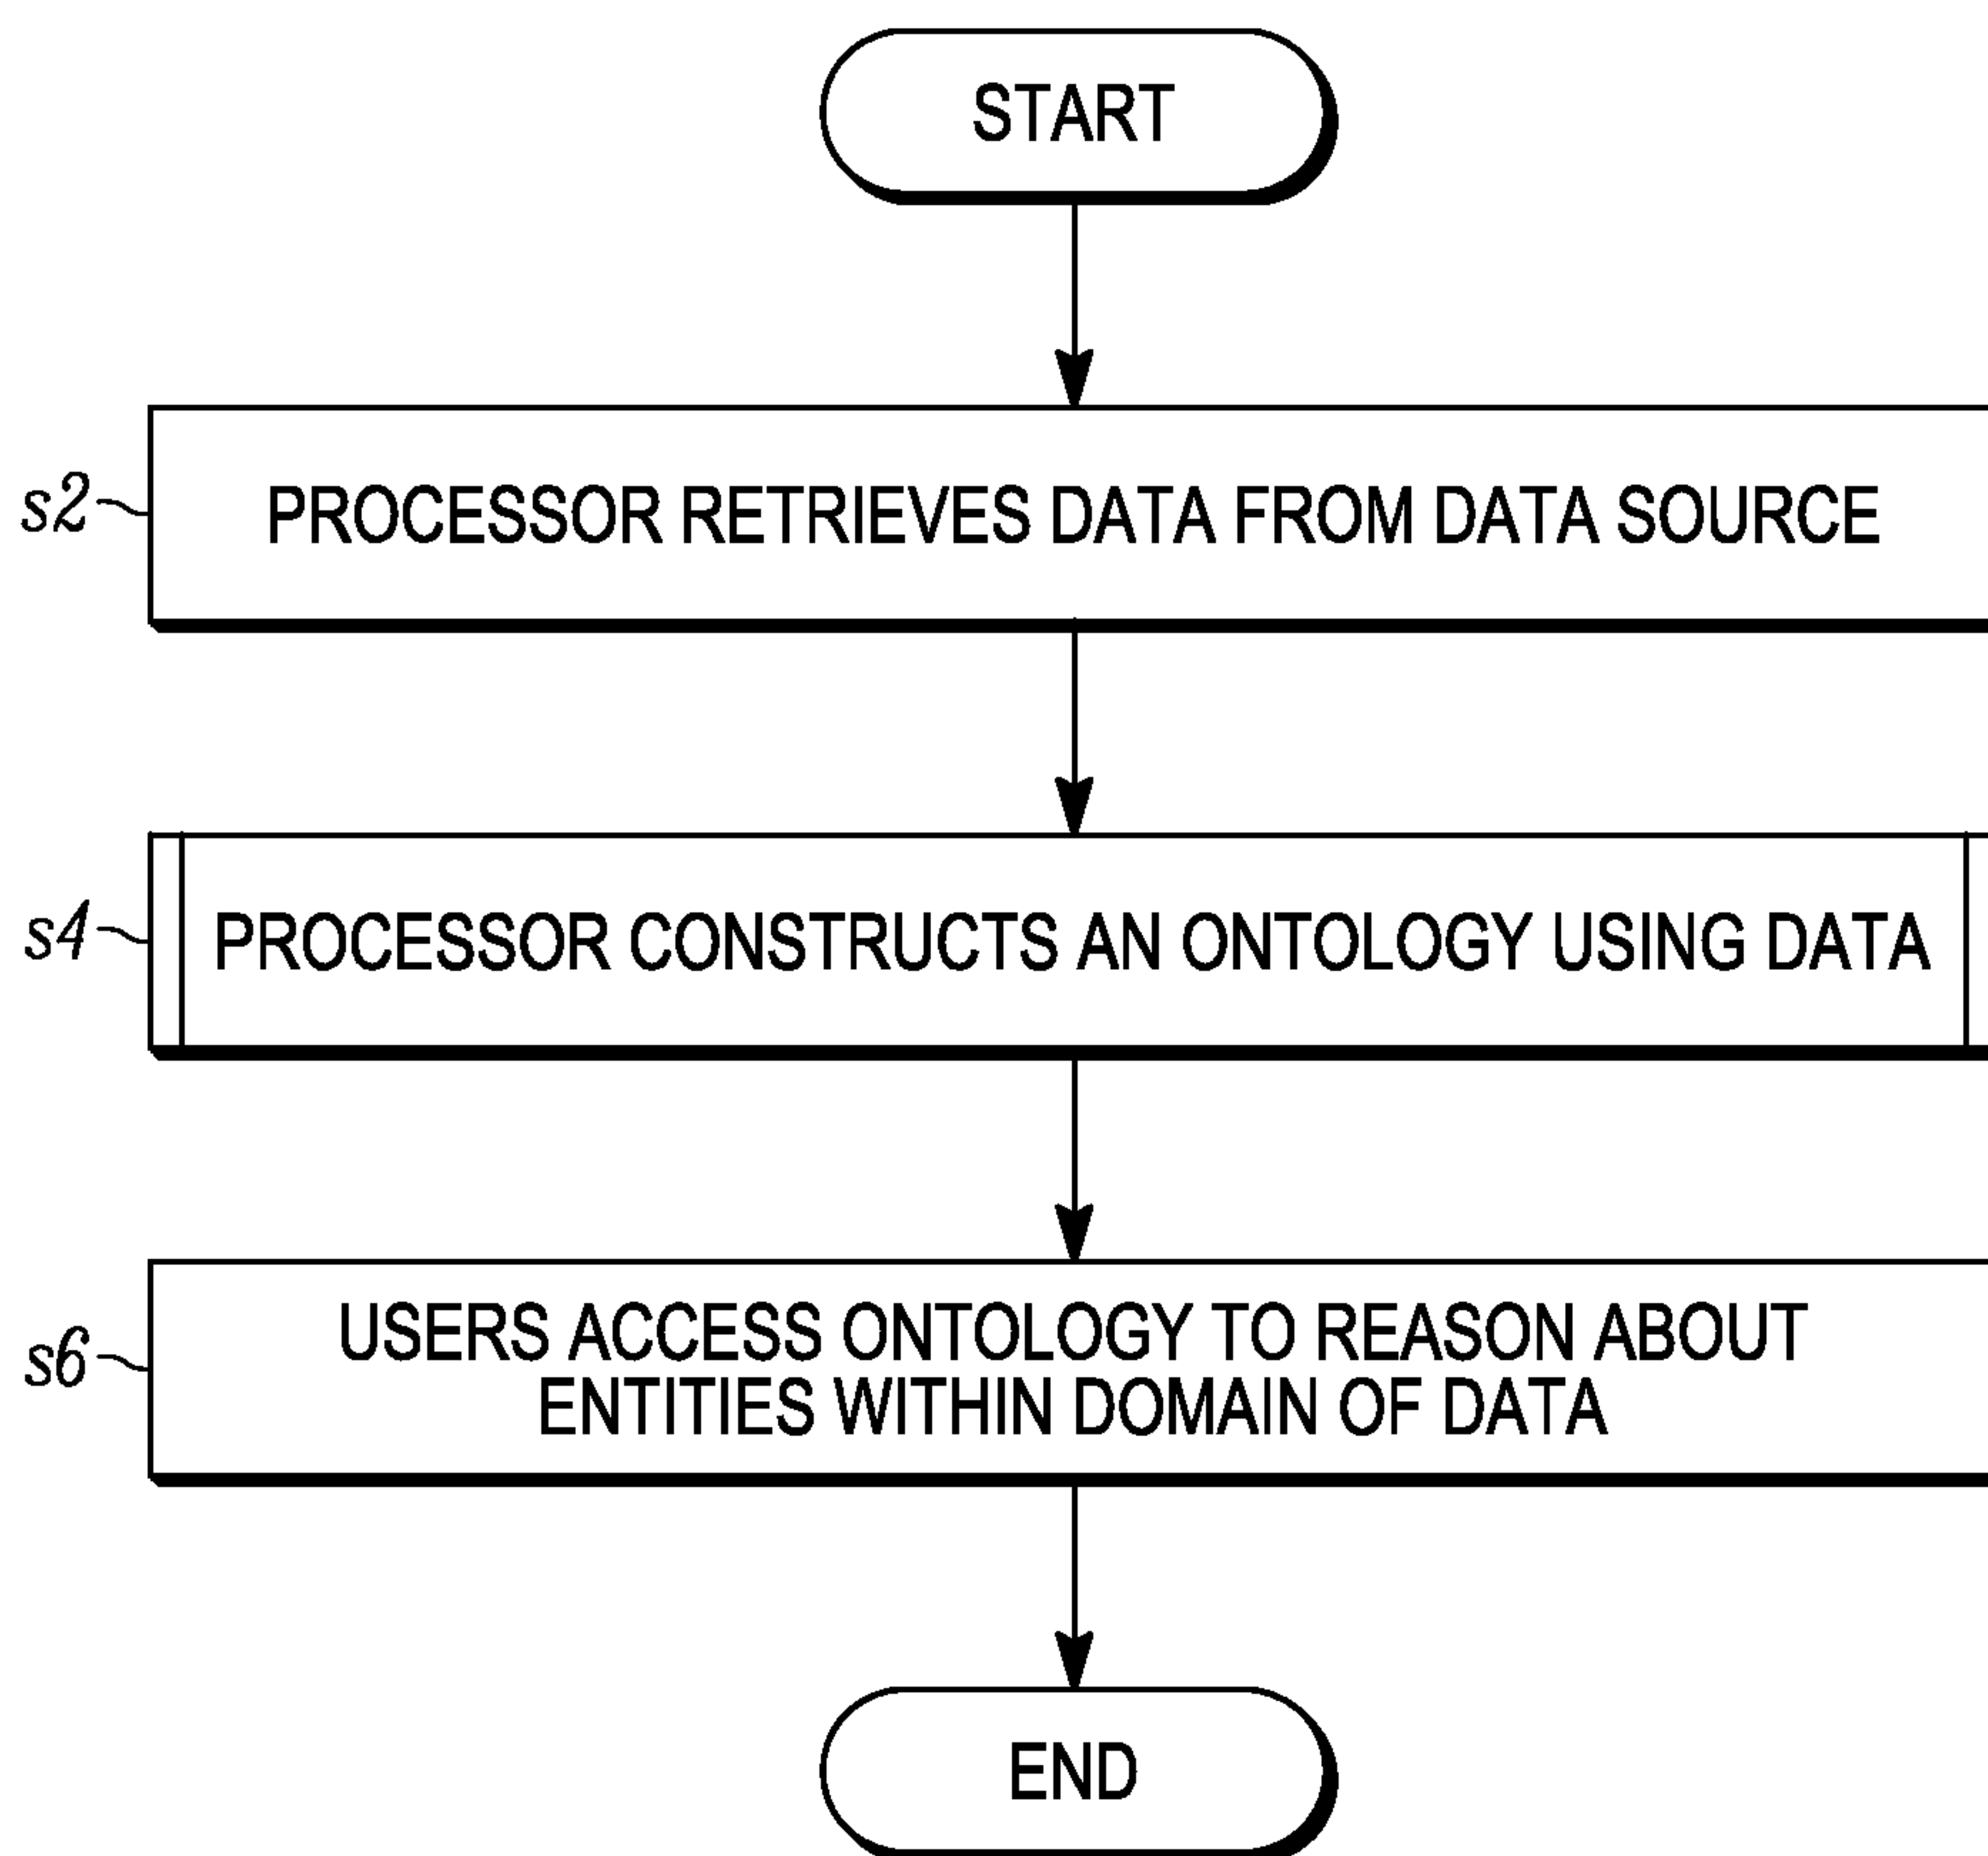 START
s2
PROCESSOR RETRIEVES DATA FROM DATA SOURCE
s4
PROCESSOR CONSTRUCTS AN ONTOLOGY USING DATA
s6
USERS ACCESS ONTOLOGY TO REASON ABOUT
ENTITIES WITHIN DOMAIN OF DATA
END